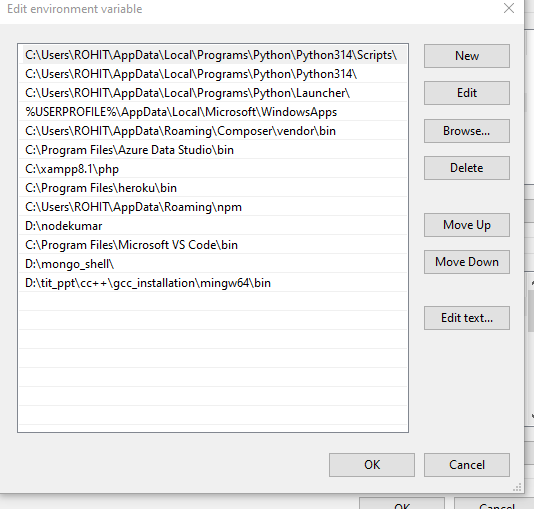 Edit environment variable
C:\Users\ROHIT\AppData\Local\Programs\Python\Python314\Scripts\
New
C:\Users\ROHIT\AppData\Local\Programs\Python\Python314\
C:\Users\ROHIT\AppData\Local\Programs\Python\Launcher\
Edit
%USERPROFILE%\AppData\Local\Microsoft\WindowsApps
C:\Users\ROHIT\AppData\Roaming\Composer\vendor\bin
Browse...
C:\Program Files\Azure Data Studio\bin
C:\xampp8.1\php
Delete
C:\Program Files\heroku\bin
C:\Users\ROHIT\AppData\Roaming\npm
D:\nodekumar
Move Up
C:\Program Files\Microsoft VS Code\bin
D:\mongo_shell\
Move Down
D:\tit_ppt\cc++\gcc_installation\mingw64\bin
Edit text...
OK
Cancel
OK
Cancel